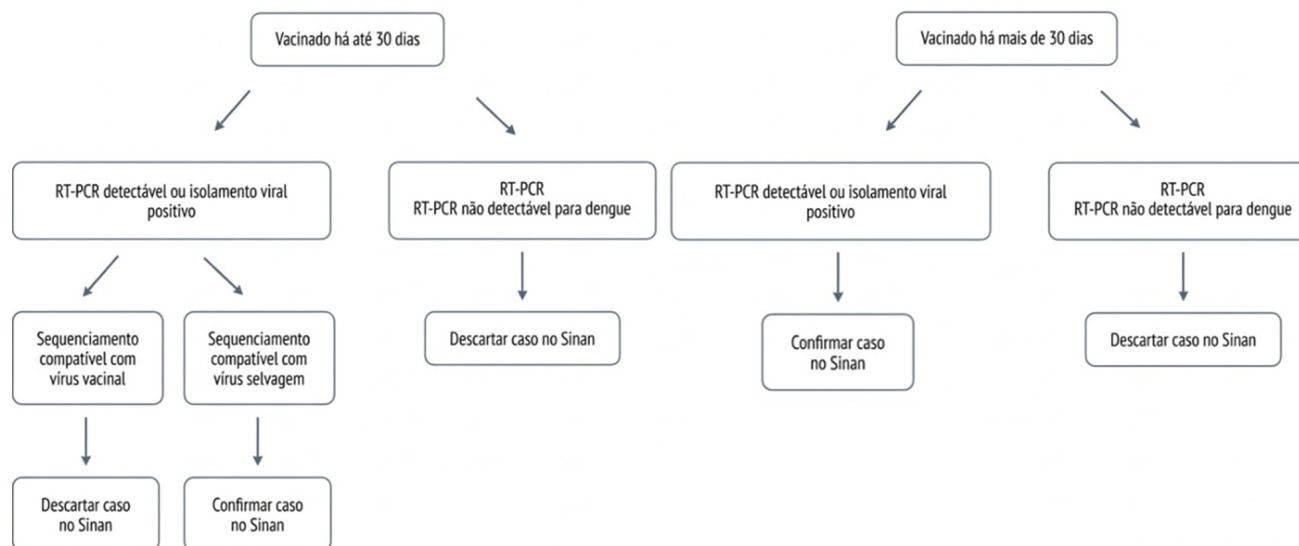 Vacinado há até 30 dias
Vacinado há mais de 30 dias
RT-PCR detectável ou isolamento viral
positivo
RT-PCR
RT-PCR não detectável para dengue
RT-PCR detectável ou isolamento viral
positivo
RT-PCR
RT-PCR não detectável para dengue
Sequenciamento
compatível com
vírus vacinal
Sequenciamento
compatível com
vírus selvagem
Descartar caso no Sinan
Confirmar caso
no Sinan
Descartar caso no Sinan
Descartar caso
no Sinan
Confirmar caso
no Sinan